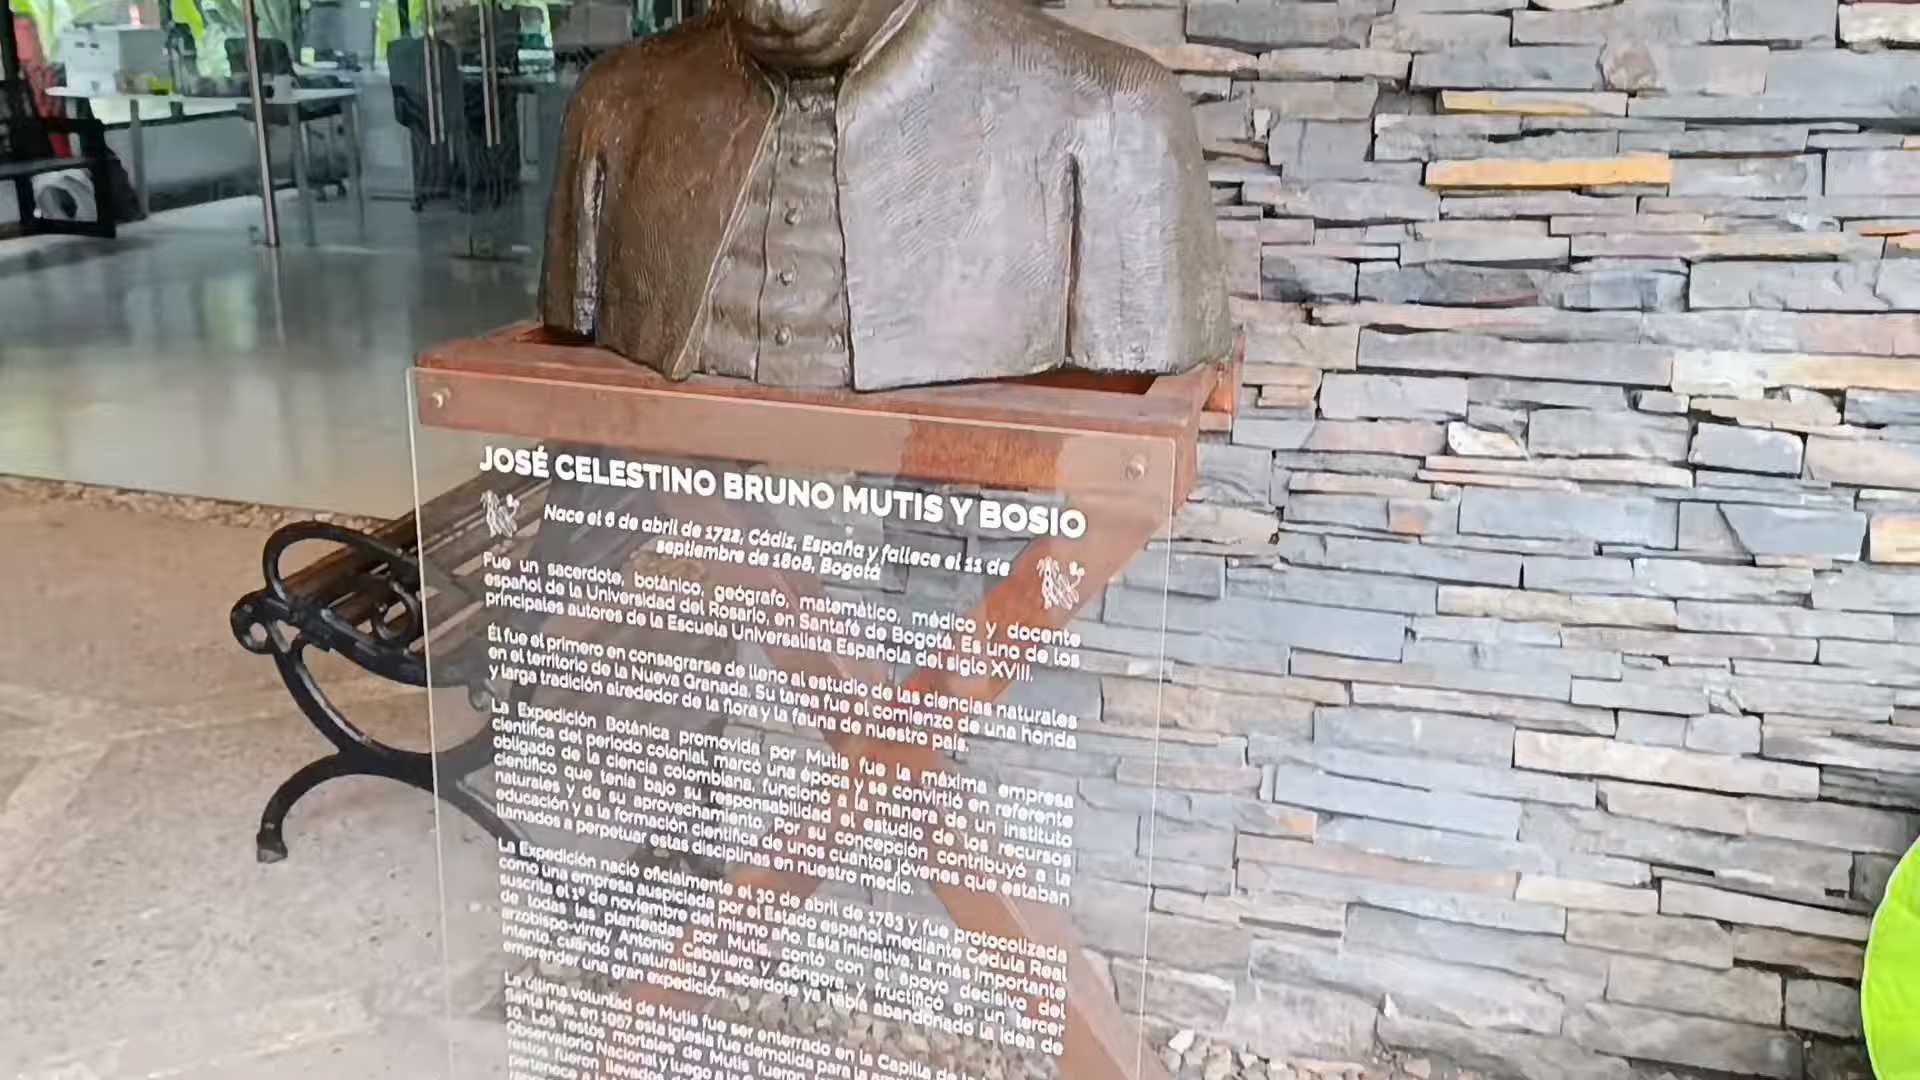 JOSÉ CELESTINO BRUNO MUTIS Y BOSIO
Nace el 6 de abril de 1722, Cádiz, España y fallece el 11 de
septiembre de 1808, Bogotá
Fue un sacerdote, botánico, geógrafo, matemático, médico y docente
español de la Universidad del Rosario, en Santafé de Bogotá. Es uno de los
principales autores de la Escuela Universalista Española del siglo XVIII.
Él fue el primero en consagrarse de lleno al estudio de las ciencias naturales
en el territorio de la Nueva Granada. Su tarea fue el comienzo de una honda
y larga tradición alrededor de la flora y la fauna de nuestro país.
La Expedición Botánica promovida por Mutis fue la máxima empresa
científica del periodo colonial, marcó una época y se convirtió en referente
obligado de la ciencia colombiana, funcionó a la manera de un instituto
científico que tenía bajo su responsabilidad el estudio de los recursos
naturales y de su aprovechamiento. Por su concepción contribuyó a la
educación y a la formación científica de unos cuantos jóvenes que estaban
llamados a perpetuar estas disciplinas en nuestro medio.
La Expedición nació oficialmente el 30 de abril de 1783 y fue protocolizada
como una empresa auspiciada por el Estado español mediante Cédula Real
suscrita el 1° de noviembre del mismo año. Esta iniciativa, la más importante
de todas las planteadas por Mutis, contó con el apoyo decisivo del
arzobispo-virrey Antonio Caballero y Góngora, y fructificó en un tercer
intento, cuando el naturalista y sacerdote ya había abandonado la idea de
emprender una gran expedición.
La última voluntad de Mutis fue ser enterrado en la Capilla de
Santa Inés, en 1957 esta iglesia fue demolida para la
10. Los restos mortales de Mutis fueron
Observatorio Nacional y luego a la
restos fueron llevados
pertenece a